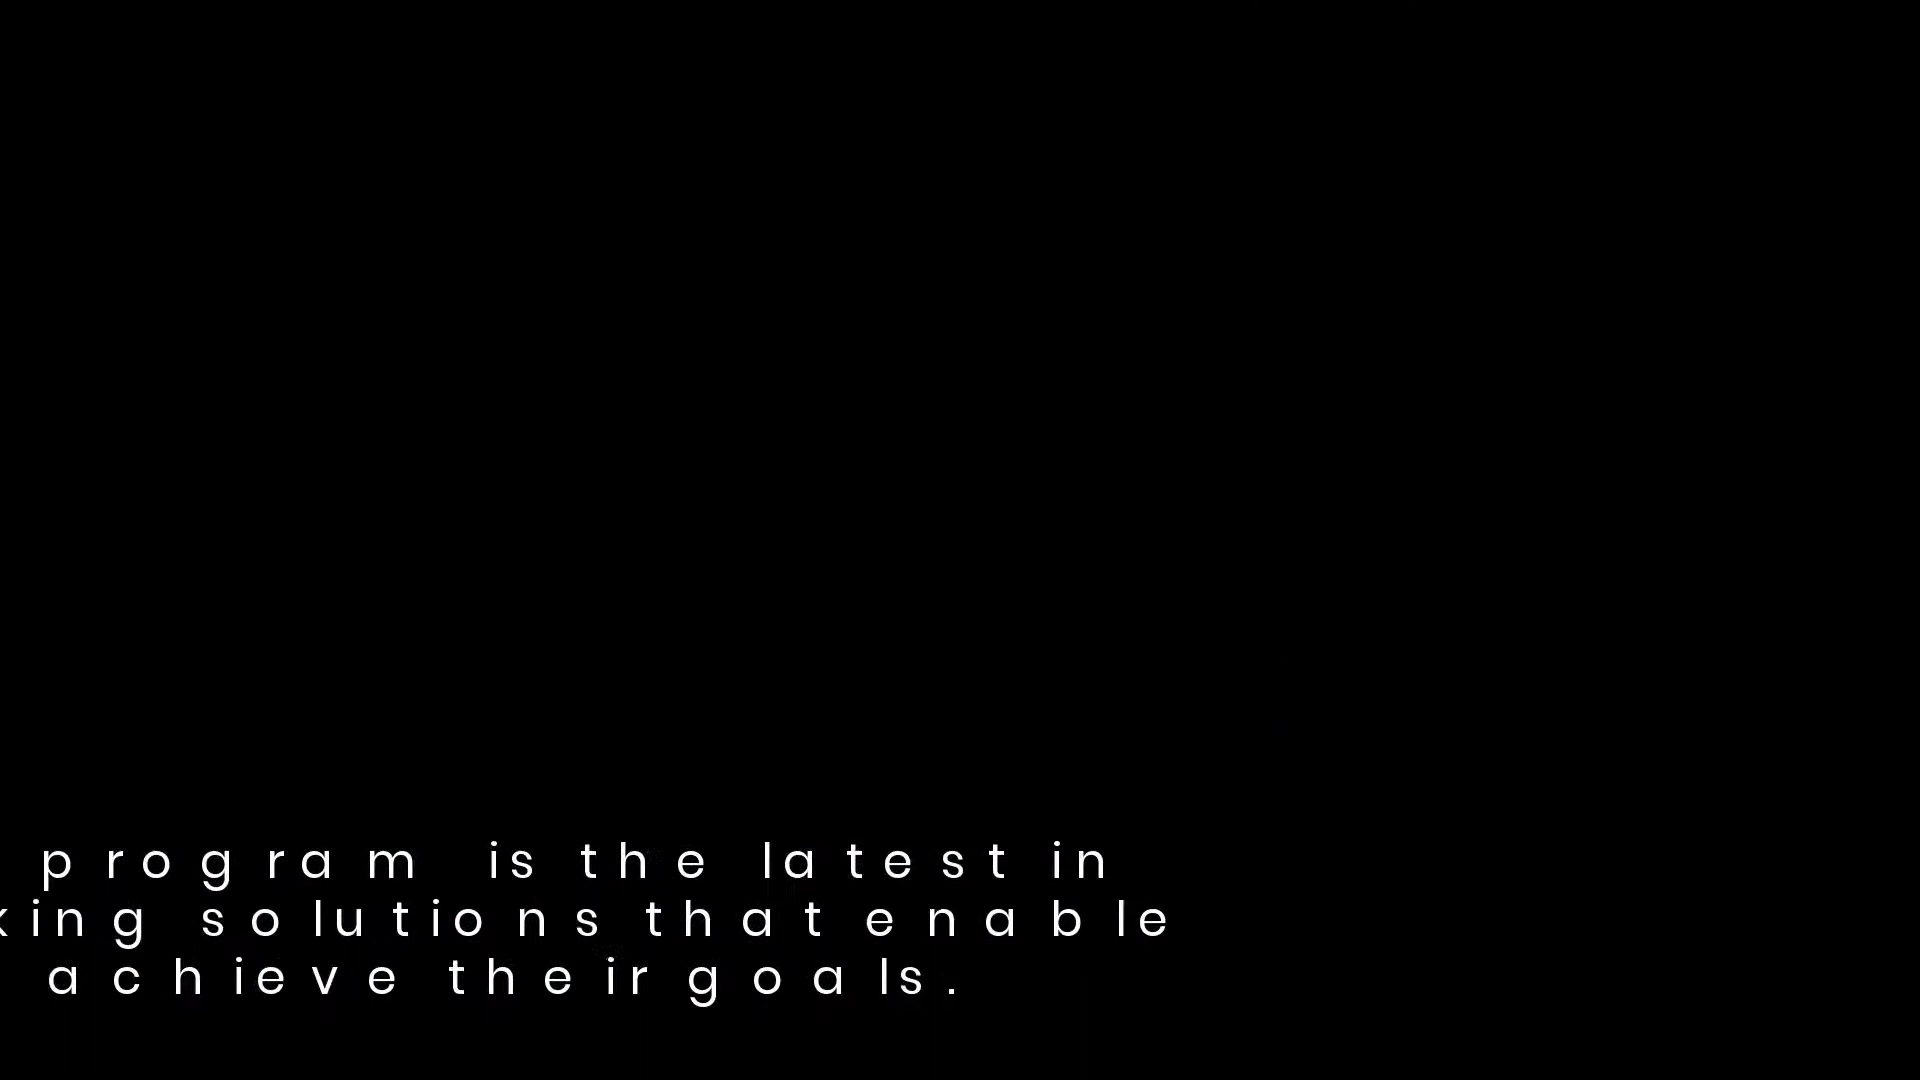 program is the latest in
king solutions that enable
achieve their goals.